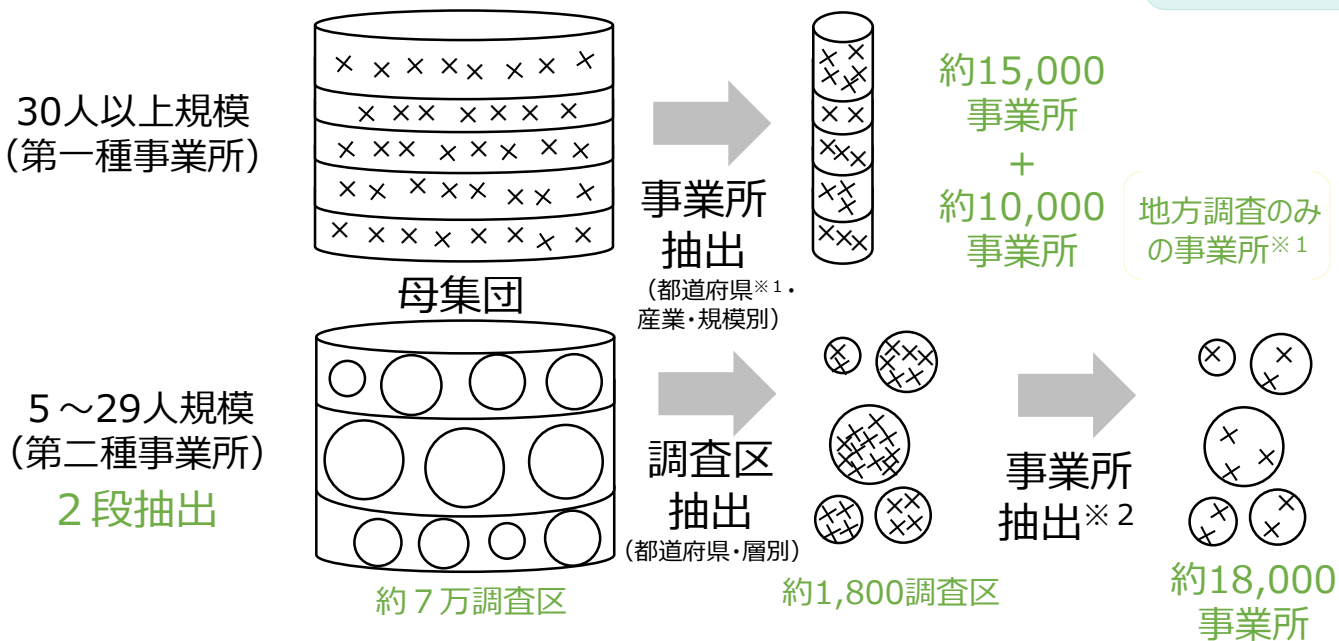 30人以上規模
（第一種事業所）
母集団
事業所
抽出
（都道府県※1・
産業・規模別）
約15,000
事業所
+
約10,000
事業所
地方調査のみ
の事業所※1
５～29人規模
（第二種事業所）
２段抽出
約７万調査区
調査区
抽出
（都道府県・層別）
約1,800調査区
事業所
抽出※2
約18,000
事業所